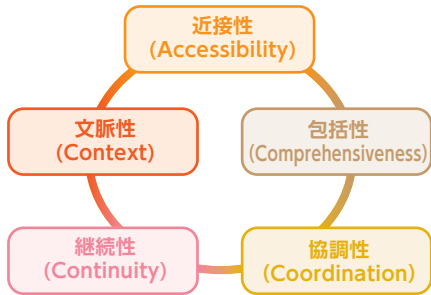 近接性
(Accessibility)
文脈性
(Context)
包括性
(Comprehensiveness)
継続性
(Continuity)
協調性
(Coordination)